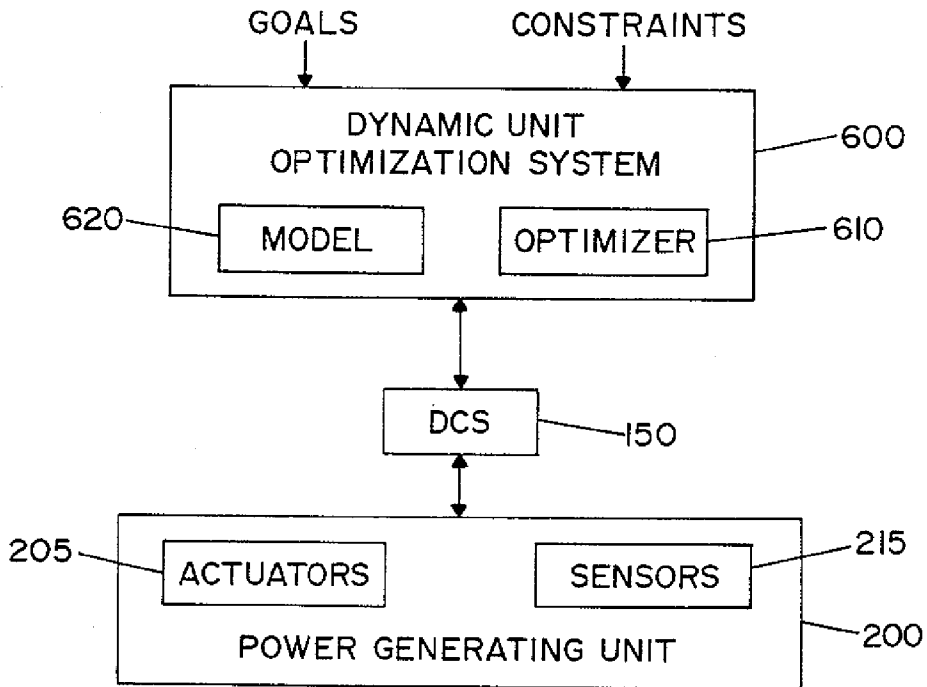 GOALS CONSTRAINTS
DYNAMIC UNIT
OPTIMIZATION SYSTEM
600
620 MODEL OPTIMIZER 610
DCS 150
205 ACTUATORS SENSORS 215
POWER GENERATING UNIT 200